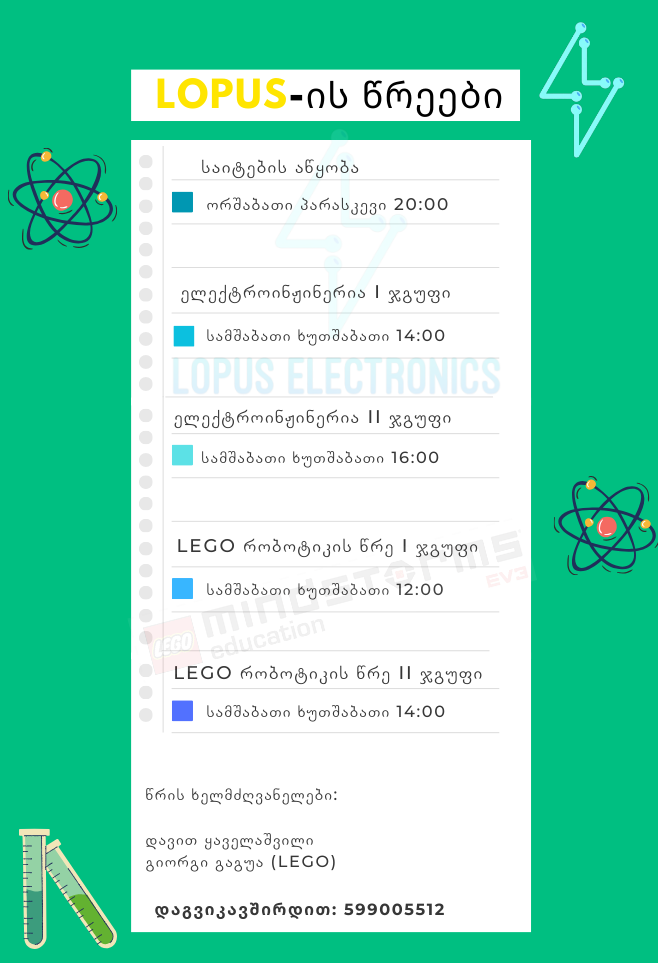 LOPUS-ის წრეები
საიტების აწყობა
ორშაბათი პარასკევი 20:00
ელექტროინჟინერია I ჯგუფი
სამშაბათი ხუთშაბათი 14:00
LOPUS ELECTRONICS
ელექტროინჟინერია II ჯგუფი
სამშაბათი ხუთშაბათი 16:00
LEGO რობოტიკის წრე I ჯგუფი
სამშაბათი ხუთშაბათი 12:00
LEGO mindstorms EV3
education
LEGO რობოტიკის წრე II ჯგუფი
სამშაბათი ხუთშაბათი 14:00
წრის ხელმძღვანელები:
დავით ყაველაშვილი
გიორგი გაგუა (LEGO)
დაგვიკავშირდით: 599005512